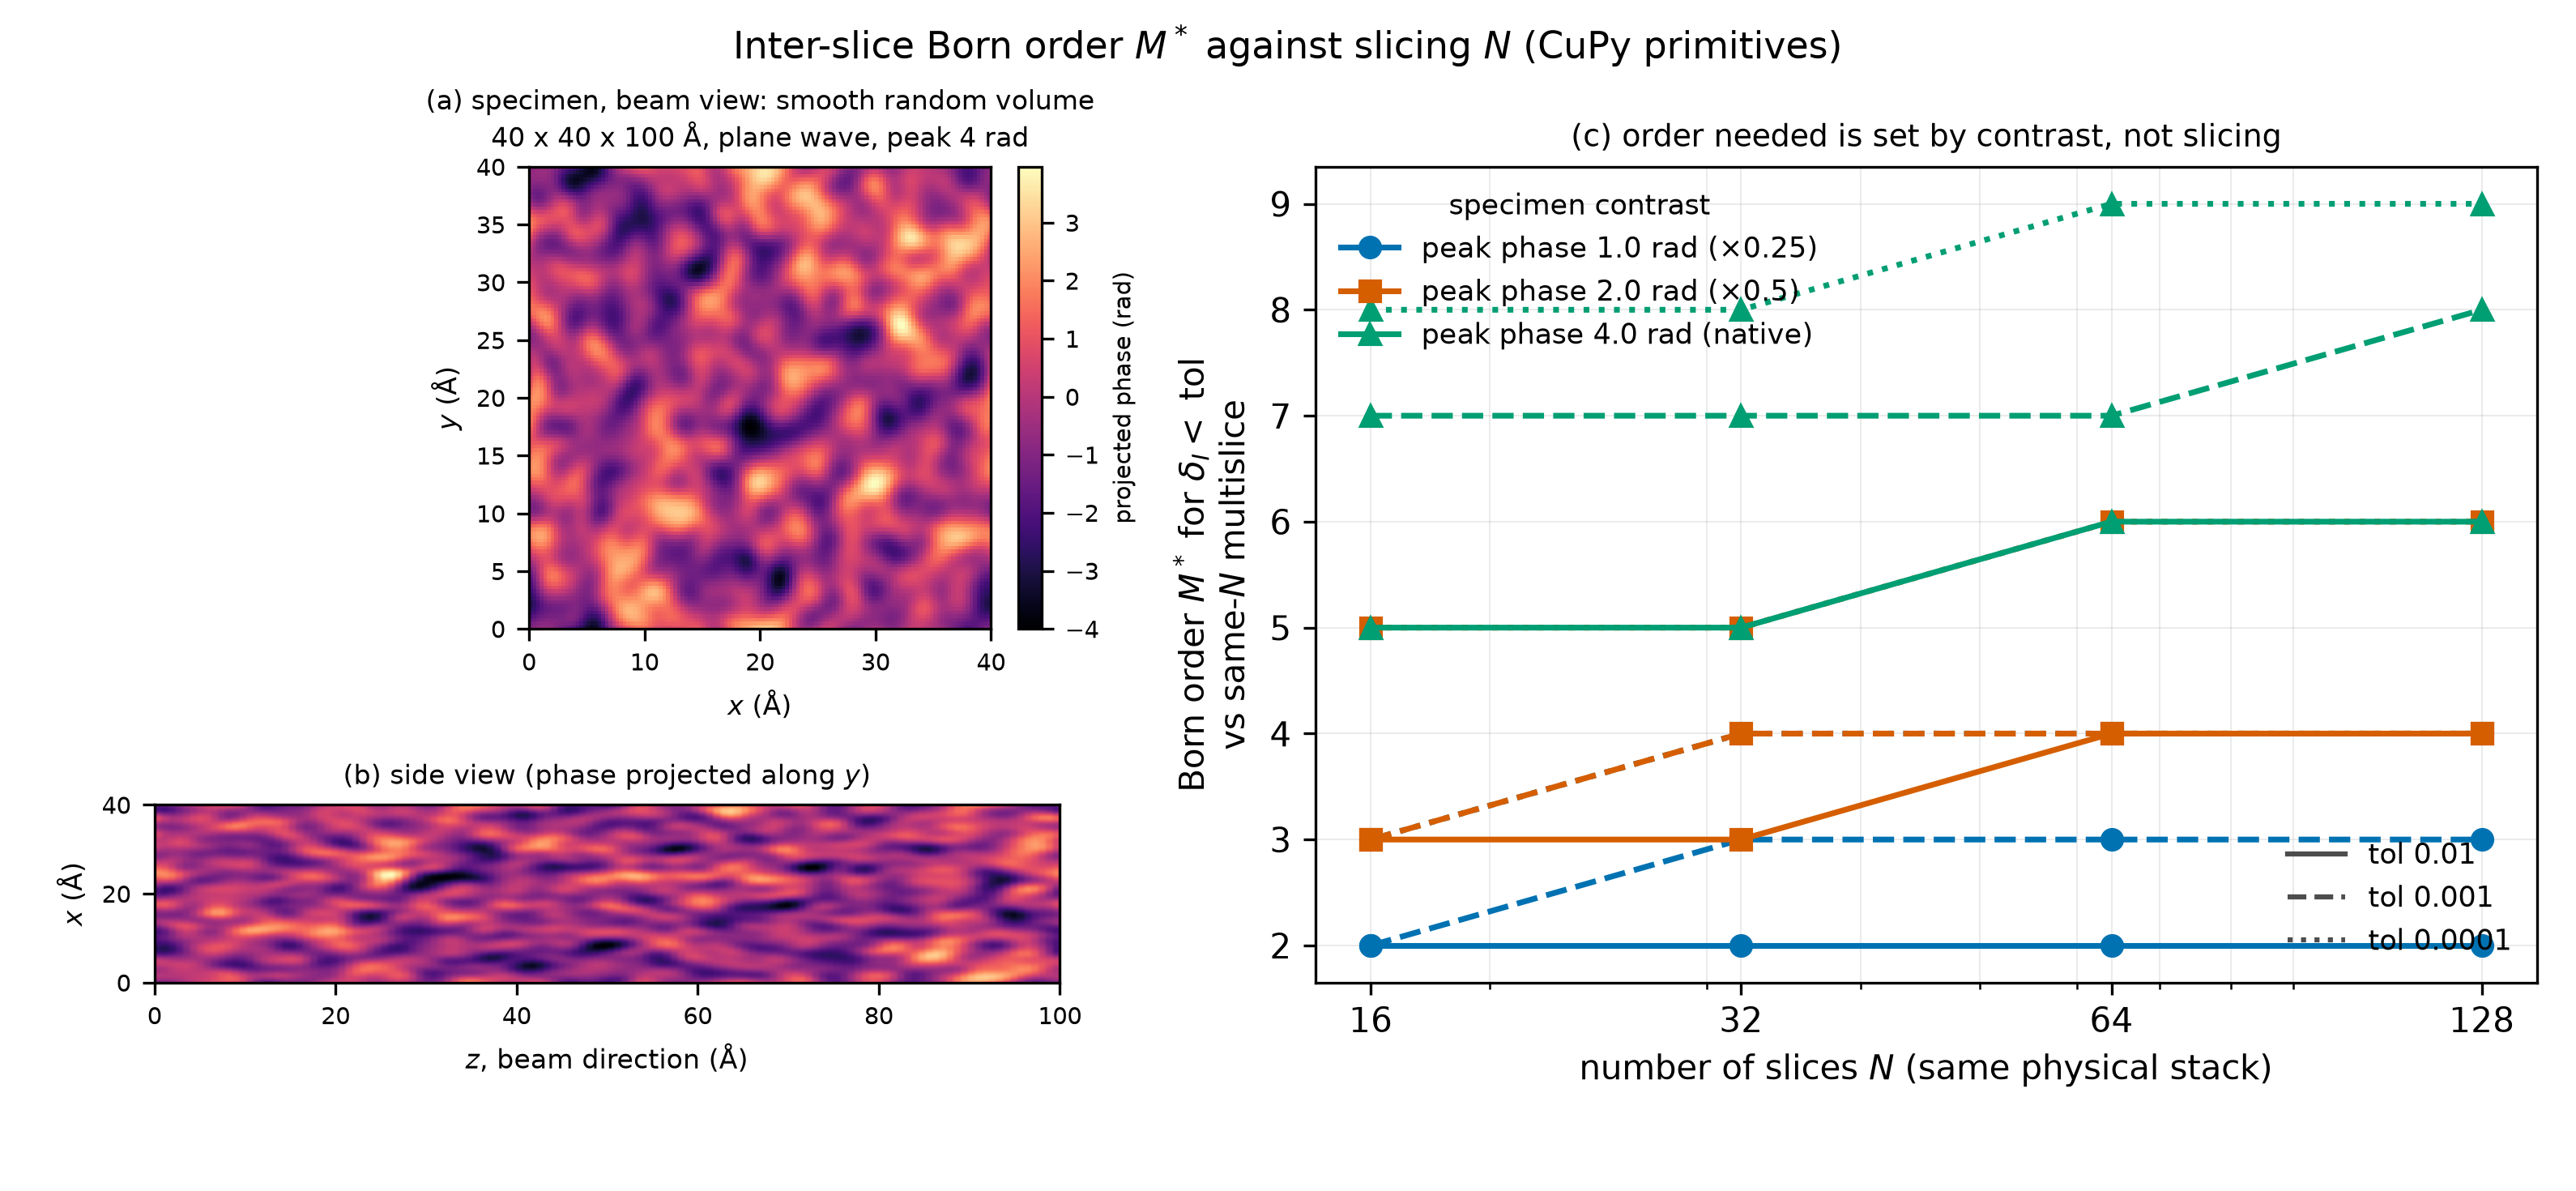 Inter-slice Born order M* against slicing N (CuPy primitives)
(a) specimen, beam view: smooth random volume
40 x 40 x 100 Å, plane wave, peak 4 rad
40
35
30
25
20
15
10
5
0
y (Å)
0 10 20 30 40
x (Å)
3
2
1
0
−1
−2
−3
−4
projected phase (rad)
(b) side view (phase projected along y)
40
20
0
x (Å)
0 20 40 60 80 100
z, beam direction (Å)
(c) order needed is set by contrast, not slicing
Born order M* for δ_I < tol
vs same-N multislice
9
8
7
6
5
4
3
2
specimen contrast
peak phase 1.0 rad (×0.25)
peak phase 2.0 rad (×0.5)
peak phase 4.0 rad (native)
tol 0.01
tol 0.001
tol 0.0001
16 32 64 128
number of slices N (same physical stack)